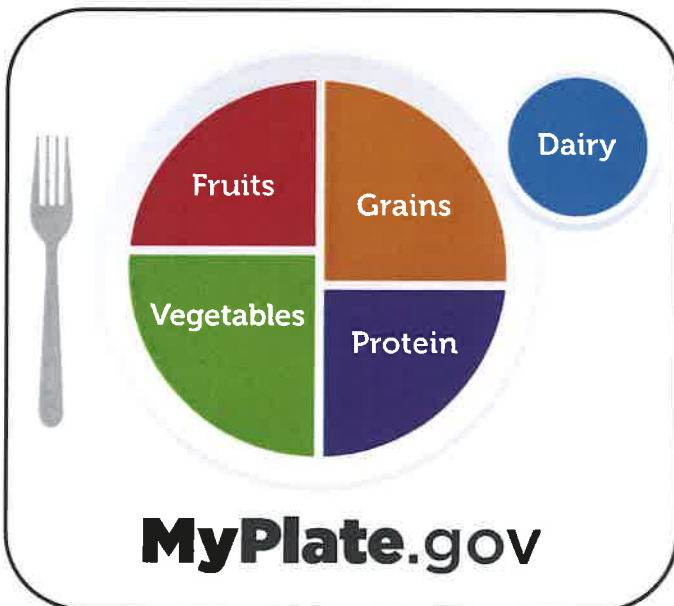 Dairy
Fruits
Grains
Vegetables
Protein
MyPlate.gov